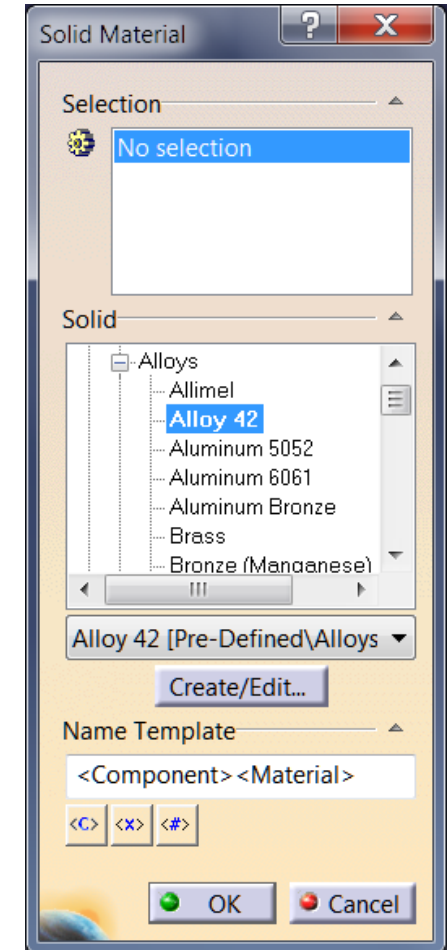 Solid Material
?
X
Selection
No selection
Solid
Alloys
Allimel
Alloy 42
Aluminum 5052
Aluminum 6061
Aluminum Bronze
Brass
Bronze (Manganese)
Alloy 42 [Pre-Defined\Alloys
Create/Edit...
Name Template
<Component><Material>
<C> <x> <#>
OK Cancel